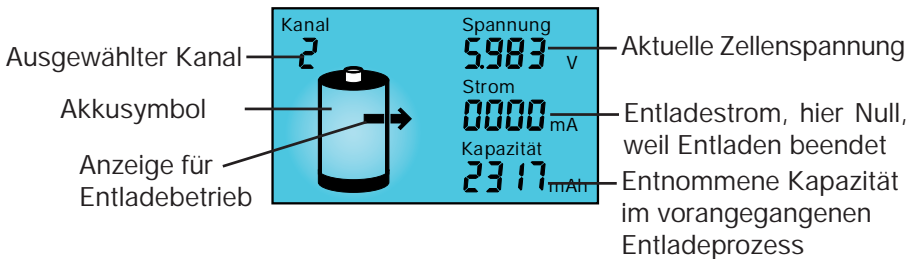 Kanal
2
Spannung
5.983 V
Strom
0000 mA
Kapazität
2317 mAh
Ausgewählter Kanal
Akkusymbol
Anzeige für
Entladebetrieb
Aktuelle Zellenspannung
Entladestrom, hier Null,
weil Entladen beendet
Entnommene Kapazität
im vorangegangenen
Entladeprozess